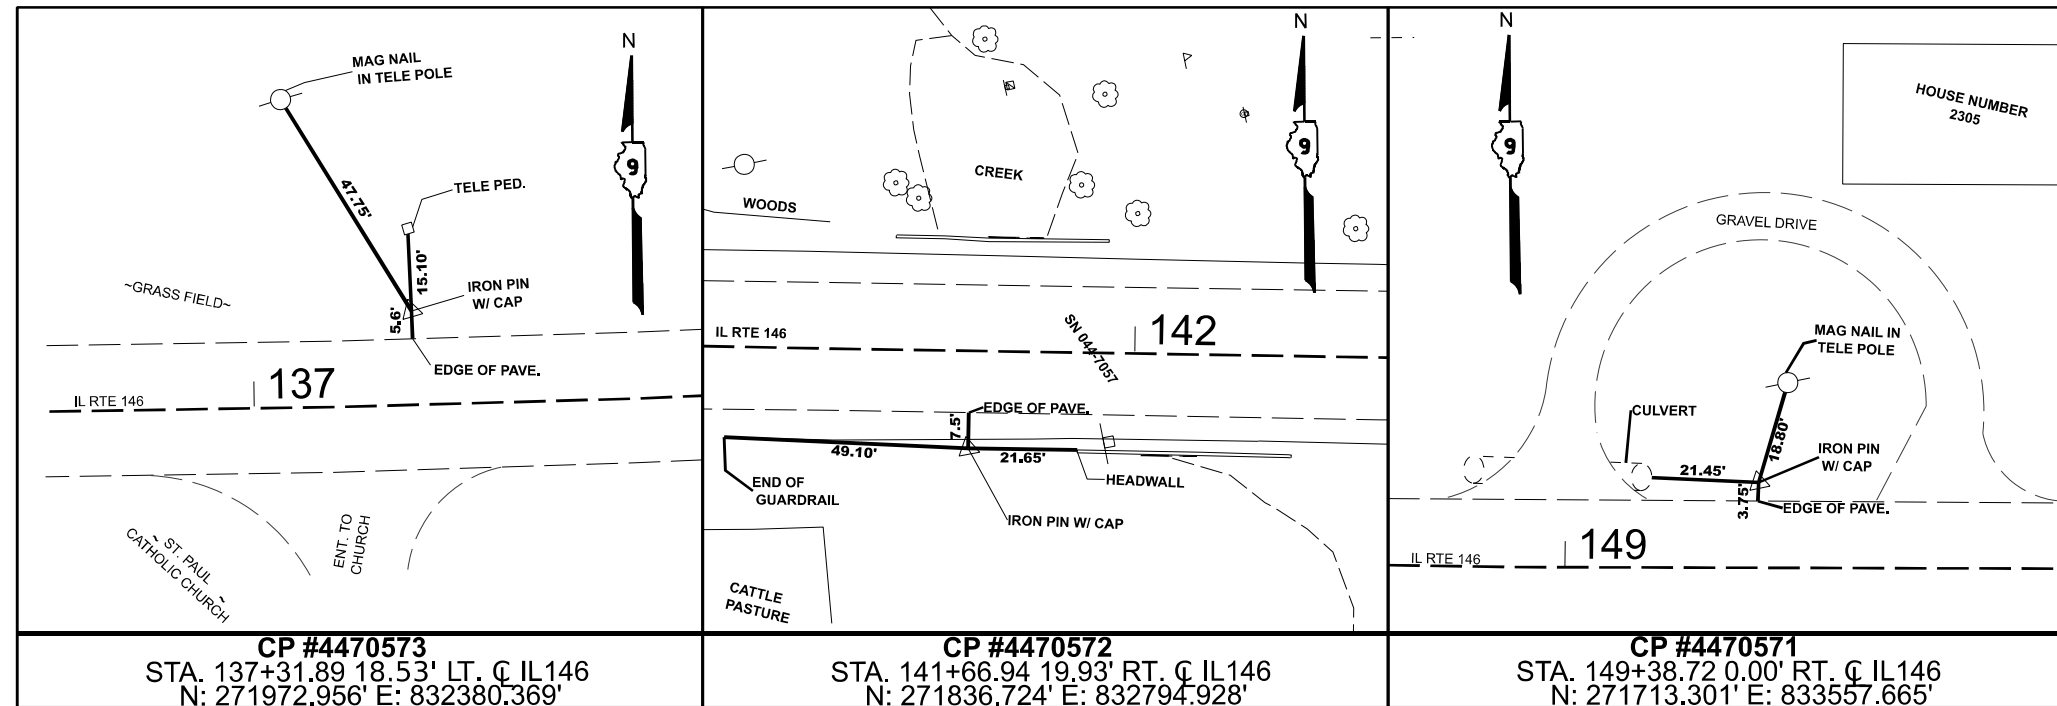 N
MAG NAIL
IN TELE POLE
47.75'
TELE PED.
9
15.10'
~GRASS FIELD~
IRON PIN
W/ CAP
5.6'
EDGE OF PAVE.
137
IL RTE 146
ENT. TO
CHURCH
~ ST. PAUL ~
CATHOLIC CHURCH
CP #4470573
STA. 137+31.89 18.53' LT. ℄ IL146
N: 271972.956' E: 832380.369'
N
9
CREEK
WOODS
SN 044-7057
142
IL RTE 146
EDGE OF PAVE.
7.5'
49.10'
21.65'
END OF
GUARDRAIL
HEADWALL
IRON PIN W/ CAP
CATTLE
PASTURE
CP #4470572
STA. 141+66.94 19.93' RT. ℄ IL146
N: 271836.724' E: 832794.928'
N
9
HOUSE NUMBER
2305
GRAVEL DRIVE
MAG NAIL IN
TELE POLE
CULVERT
18.80'
IRON PIN
W/ CAP
21.45'
3.75'
EDGE OF PAVE.
149
IL RTE 146
CP #4470571
STA. 149+38.72 0.00' RT. ℄ IL146
N: 271713.301' E: 833557.665'